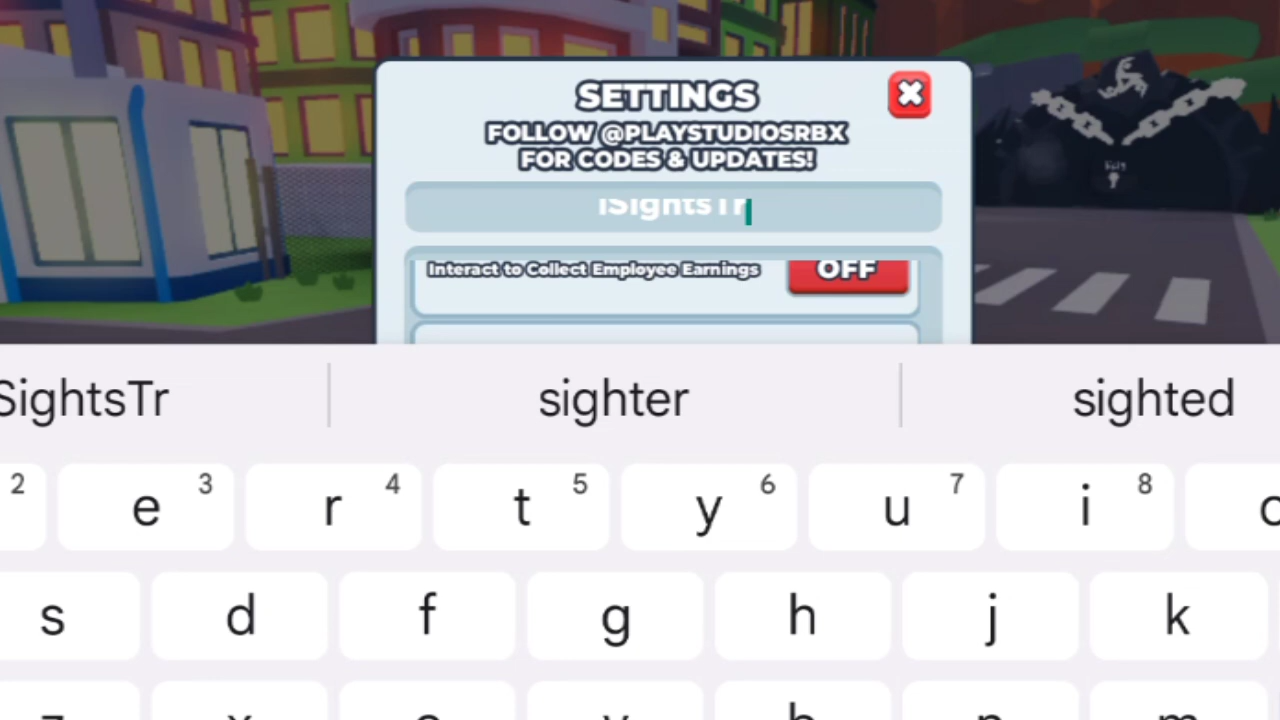 SETTINGS
FOLLOW @PLAYSTUDIOSRBX
FOR CODES & UPDATES!
iSightsTr
Interact to Collect Employee Earnings
OFF
SightsTr
sighter
sighted
2
e 3
r 4
t 5
y 6
u 7
i 8
s
d
f
g
h
j
k
z
x
c
v
b
n
m